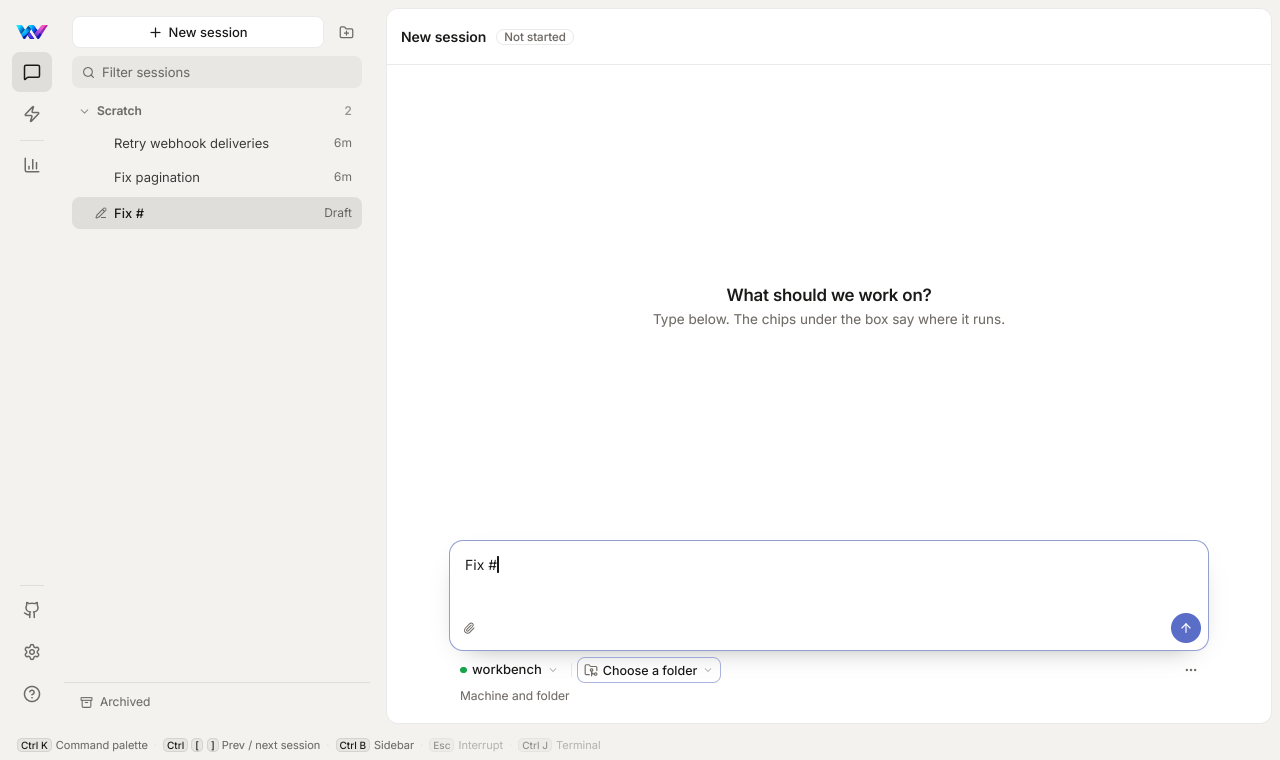 New session
Filter sessions
Scratch 2
Retry webhook deliveries 6m
Fix pagination 6m
Fix # Draft
Archived
New session Not started
What should we work on?
Type below. The chips under the box say where it runs.
Fix #
workbench Choose a folder
Machine and folder
Ctrl K Command palette Ctrl [ ] Prev / next session Ctrl B Sidebar Esc Interrupt Ctrl J Terminal